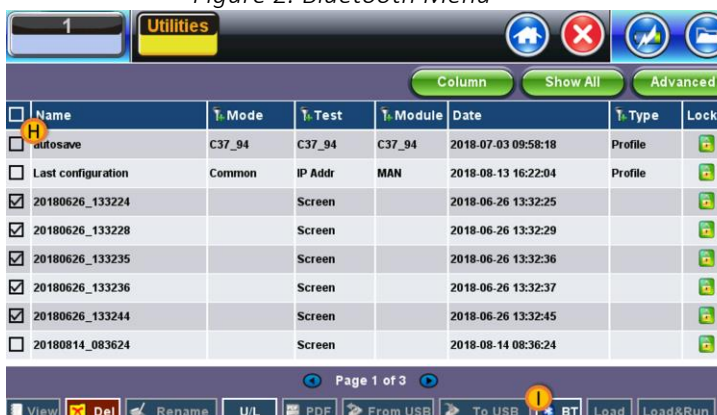 Figure 2: Bluetooth Menu
1 Utilities
Column Show All Advanced
Name Mode Test Module Date Type Lock
H
autosave C37_94 C37_94 C37_94 2018-07-03 09:58:18 Profile
Last configuration Common IP Addr MAN 2018-08-13 16:22:04 Profile
20180626_133224 Screen 2018-06-26 13:32:25
20180626_133228 Screen 2018-06-26 13:32:29
20180626_133235 Screen 2018-06-26 13:32:36
20180626_133236 Screen 2018-06-26 13:32:37
20180626_133244 Screen 2018-06-26 13:32:45
20180814_083624 Screen 2018-08-14 08:36:24
Page 1 of 3
I
View Del Rename U/L PDF From USB To USB BT Load Load&Run